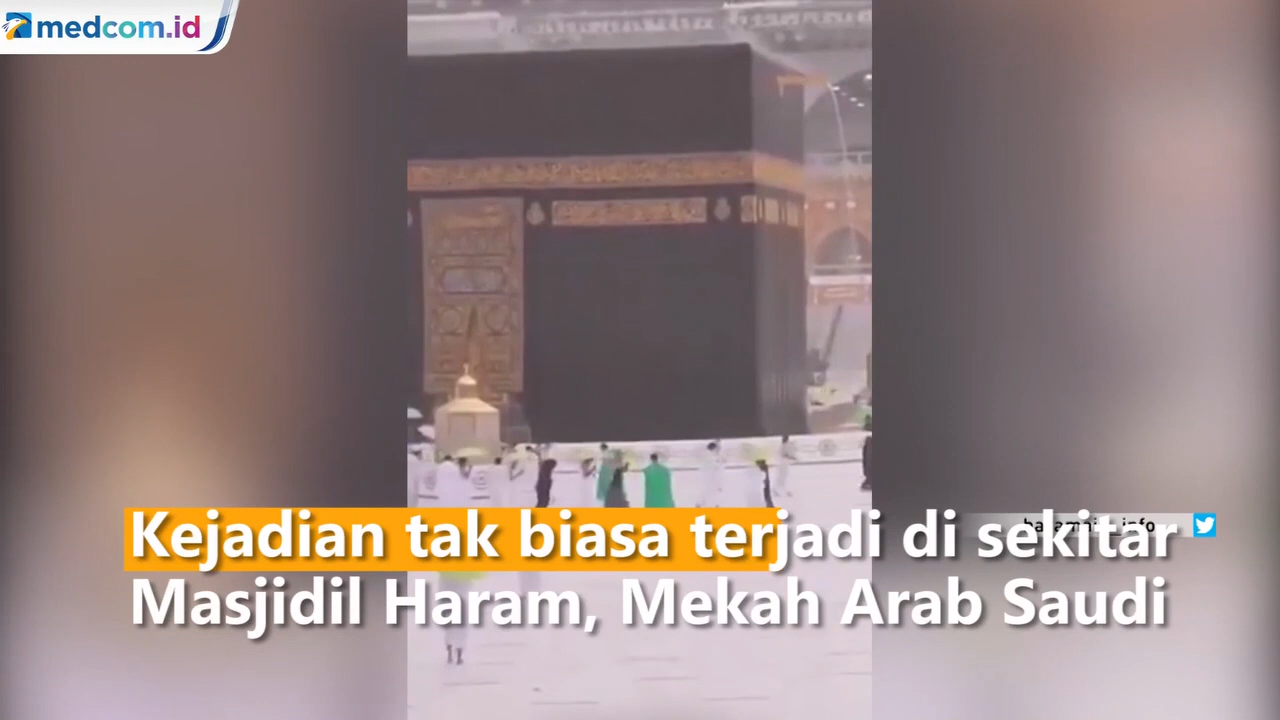 medcom.id
Kejadian tak biasa terjadi di sekitar
Masjidil Haram, Mekah Arab Saudi